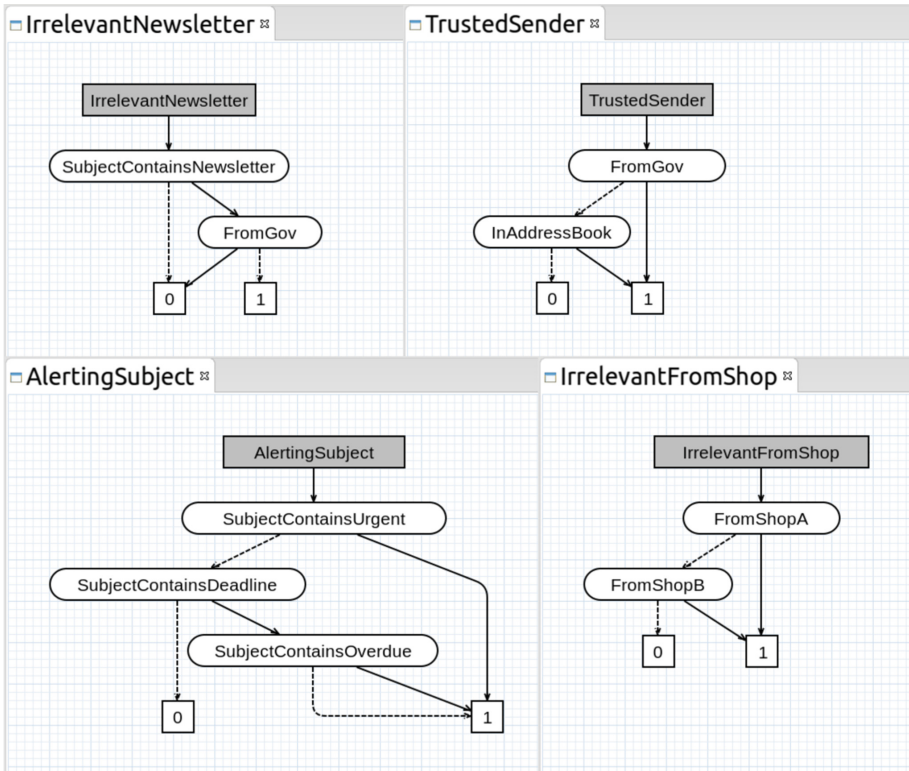 IrrelevantNewsletter
TrustedSender
IrrelevantNewsletter
SubjectContainsNewsletter
FromGov
0
1
TrustedSender
FromGov
InAddressBook
0
1
AlertingSubject
IrrelevantFromShop
AlertingSubject
SubjectContainsUrgent
SubjectContainsDeadline
SubjectContainsOverdue
0
1
IrrelevantFromShop
FromShopA
FromShopB
0
1